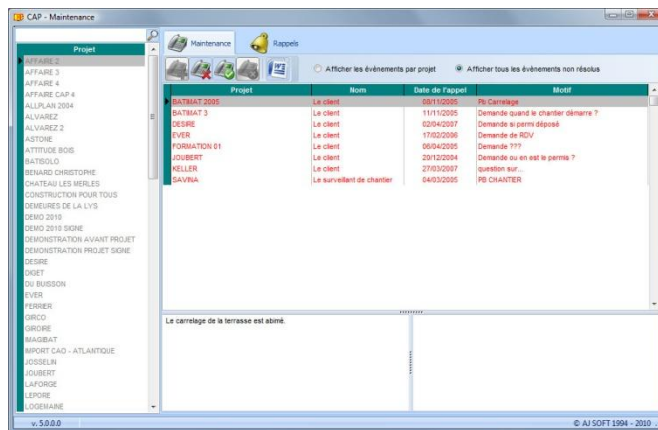 CAP - Maintenance
Maintenance
Rappels
Afficher les évènements par projet
Afficher tous les évènements non résolus
Projet
AFFAIRE 2
AFFAIRE 3
AFFAIRE 4
AFFAIRE CAP 4
ALLPLAN 2004
ALVAREZ
ALVAREZ 2
ASTONE
ATTITUDE BOIS
BATISOLO
BENARD CHRISTOPHE
CHATEAU LES MERLES
CONSTRUCTION POUR TOUS
DEMEURES DE LA LYS
DEMO 2010
DEMO 2010 SIGNE
DEMONSTRATION AVANT PROJET
DEMONSTRATION PROJET SIGNE
DESIRE
DIGET
DU BUISSON
EVER
FERRIER
GIRCO
GIROIRE
IMAGIBAT
IMPORT CAO - ATLANTIQUE
JOSSELIN
JOUBERT
LAFORGE
LEPORE
LOGEMAINE
Projet Nom Date de l'appel Motif
BATIMAT 2005 Le client 08/11/2005 Pb Carrelage
BATIMAT 3 Le client 11/11/2005 Demande quand le chantier démarre ?
DESIRE Le client 02/04/2007 Demande si permi déposé
EVER Le client 17/02/2006 Demande de RDV
FORMATION 01 Le client 06/04/2005 Demande ???
JOUBERT Le client 20/12/2004 Demande ou en est le permis ?
KELLER Le client 27/03/2007 question sur...
SAVINA Le surveillant de chantier 04/03/2005 PB CHANTIER
Le carrelage de la terrasse est abimé.
v. 5.0.0.0
© AJ SOFT 1994 - 2010